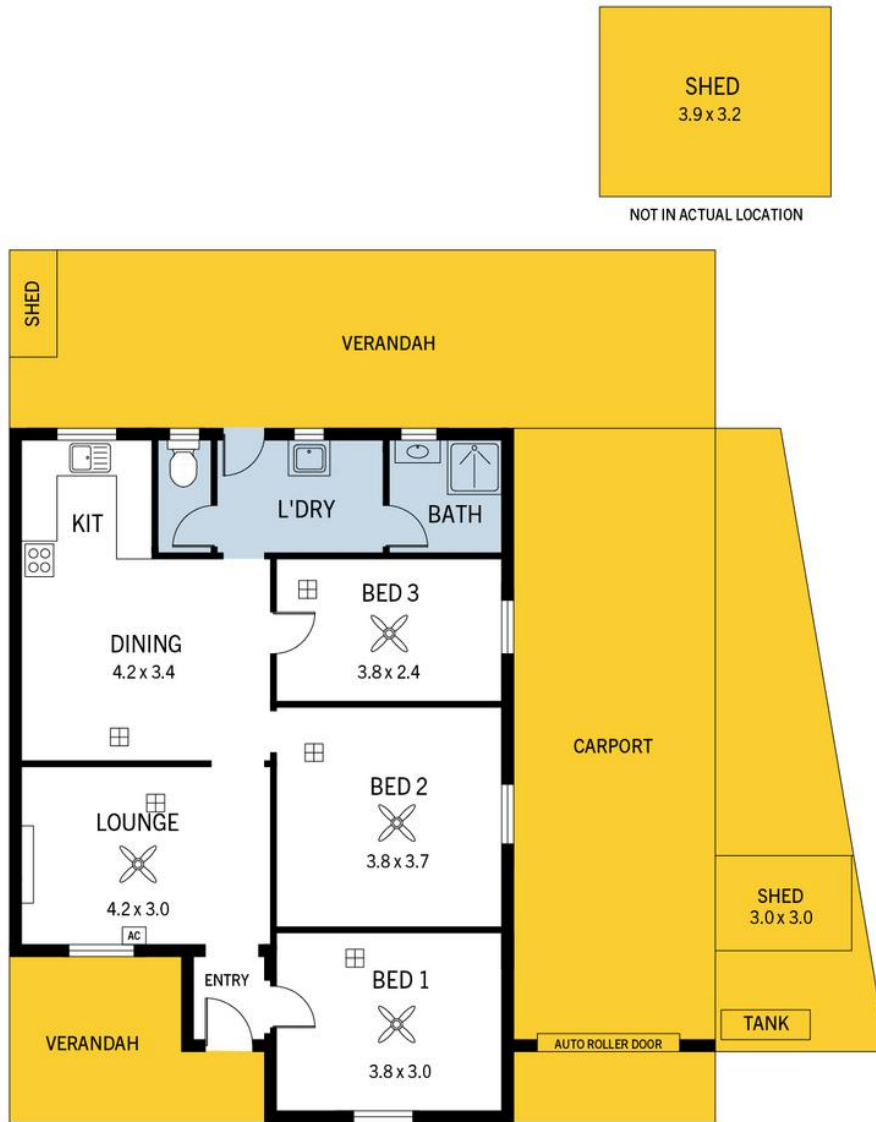 SHED
3.9 x 3.2
NOT IN ACTUAL LOCATION
SHED
VERANDAH
KIT
L'DRY
BATH
BED 3
3.8 x 2.4
DINING
4.2 x 3.4
CARPORT
BED 2
3.8 x 3.7
LOUNGE
4.2 x 3.0
AC
SHED
3.0 x 3.0
ENTRY
BED 1
3.8 x 3.0
VERANDAH
AUTO ROLLER DOOR
TANK